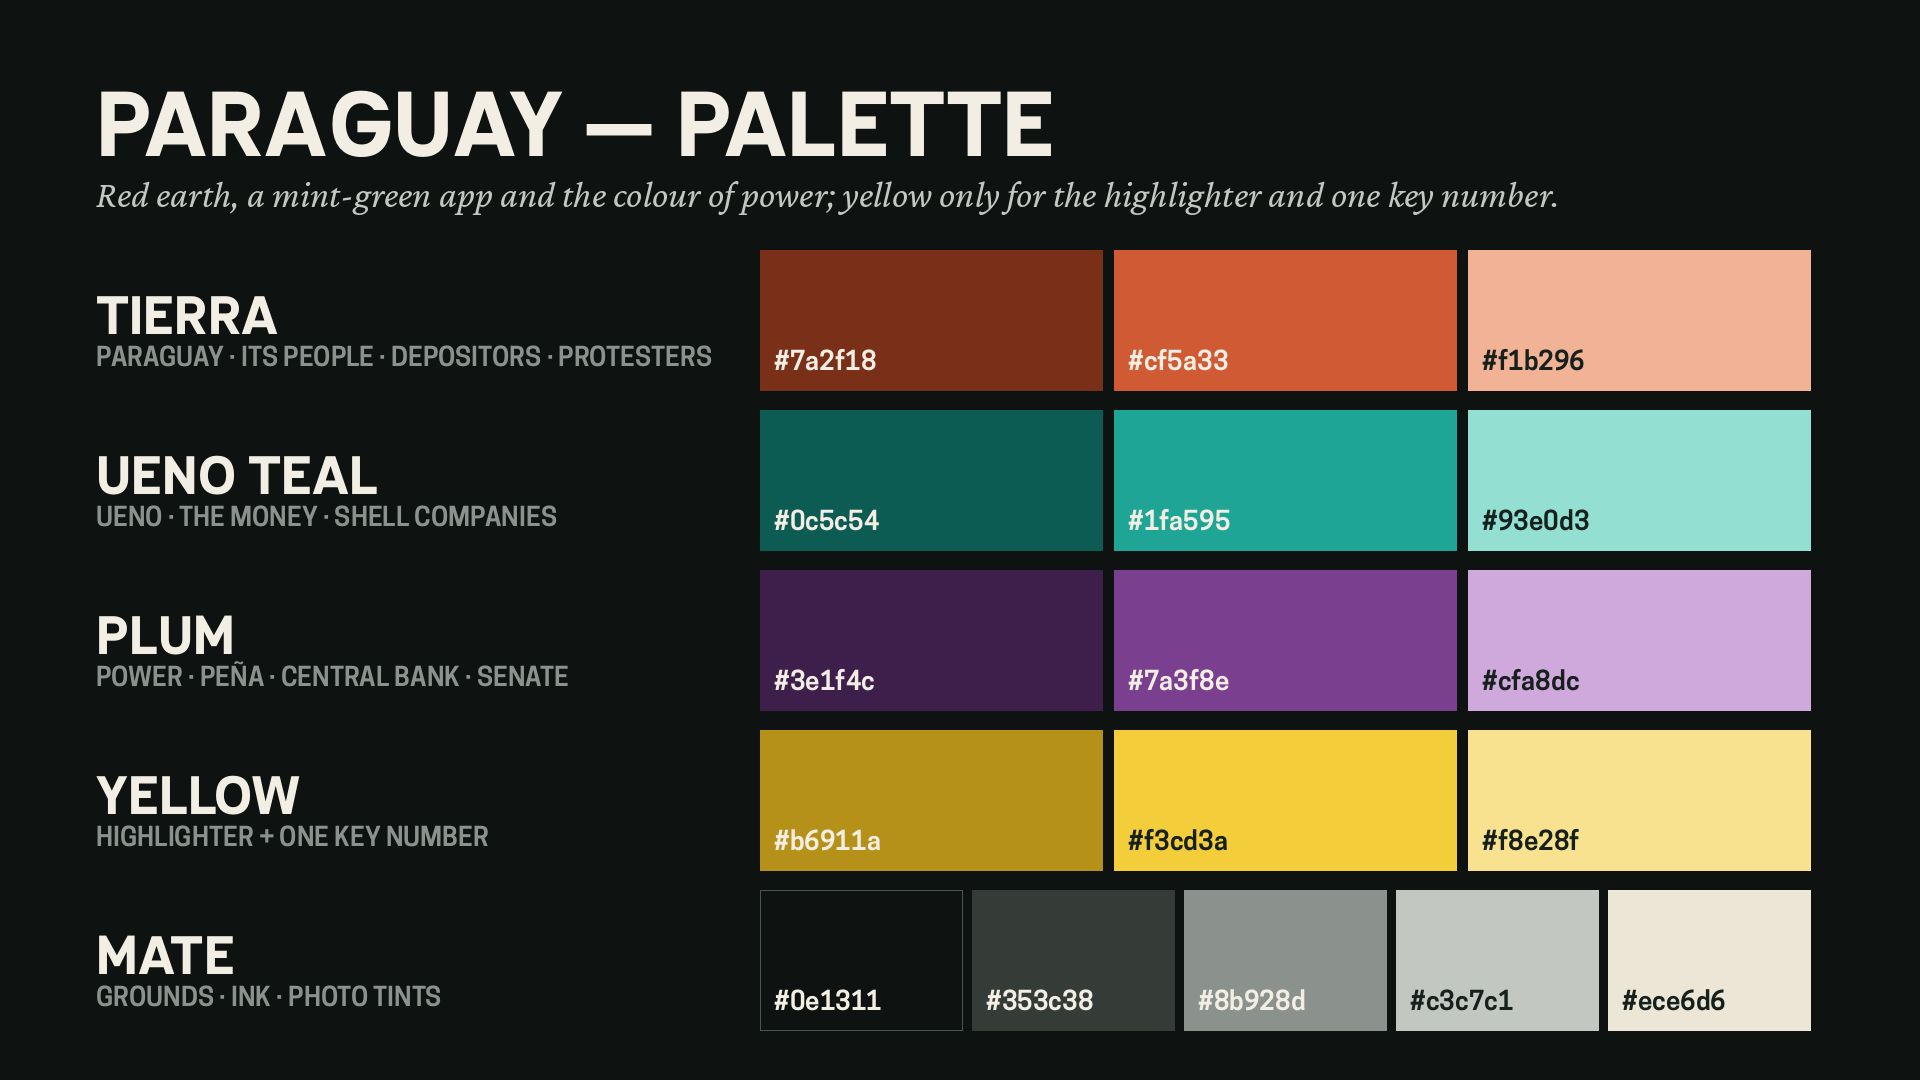 PARAGUAY — PALETTE
Red earth, a mint-green app and the colour of power; yellow only for the highlighter and one key number.
TIERRA
PARAGUAY · ITS PEOPLE · DEPOSITORS · PROTESTERS
#7a2f18
#cf5a33
#f1b296
UENO TEAL
UENO · THE MONEY · SHELL COMPANIES
#0c5c54
#1fa595
#93e0d3
PLUM
POWER · PEÑA · CENTRAL BANK · SENATE
#3e1f4c
#7a3f8e
#cfa8dc
YELLOW
HIGHLIGHTER + ONE KEY NUMBER
#b6911a
#f3cd3a
#f8e28f
MATE
GROUNDS · INK · PHOTO TINTS
#0e1311
#353c38
#8b928d
#c3c7c1
#ece6d6